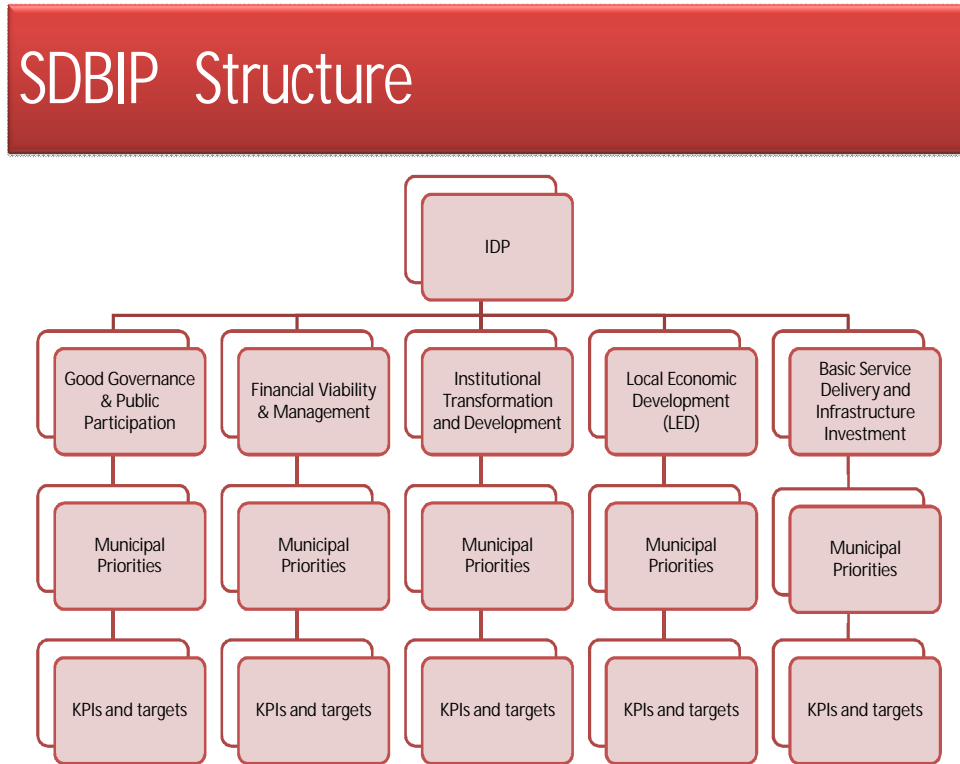 SDBIP Structure
IDP
Good Governance
& Public
Participation
Financial Viability
& Management
Institutional
Transformation
and Development
Local Economic
Development
(LED)
Basic Service
Delivery and
Infrastructure
Investment
Municipal
Priorities
Municipal
Priorities
Municipal
Priorities
Municipal
Priorities
Municipal
Priorities
KPIs and targets
KPIs and targets
KPIs and targets
KPIs and targets
KPIs and targets